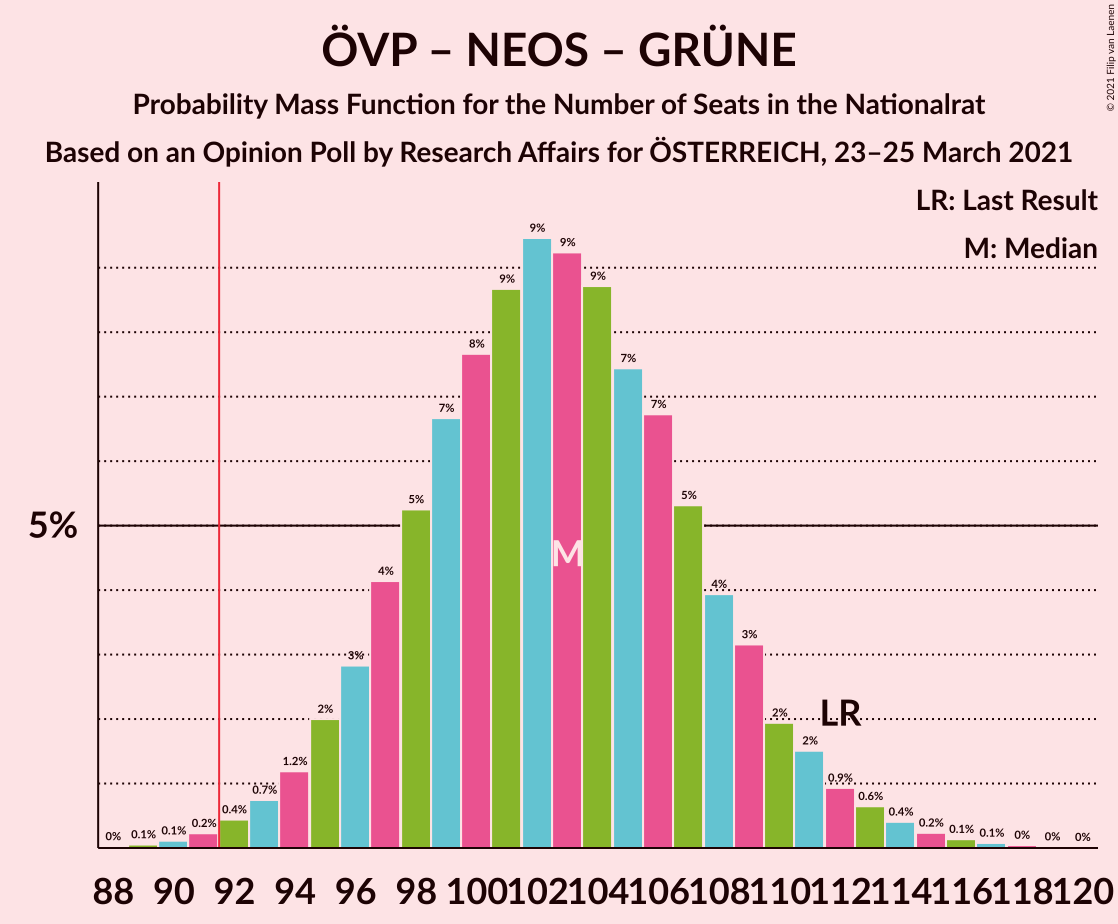 ÖVP – NEOS – GRÜNE
Probability Mass Function for the Number of Seats in the Nationalrat
Based on an Opinion Poll by Research Affairs for ÖSTERREICH, 23–25 March 2021
© 2021 Filip van Laenen
LR: Last Result
M: Median
5%
0% 0.1% 0.1% 0.2% 0.4% 0.7% 1.2% 2% 3% 4% 5% 7% 8% 9% 9% 9% 9% 7% 7% 5% 4% 3% 2% 2% 0.9% 0.6% 0.4% 0.2% 0.1% 0.1% 0% 0% 0%
M
LR
88 90 92 94 96 98 100 102 104 106 108 110 112 114 116 118 120